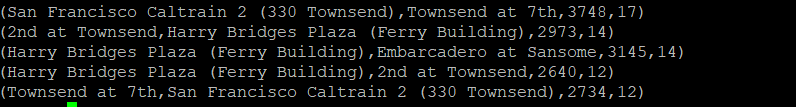 (San Francisco Caltrain 2 (330 Townsend),Townsend at 7th,3748,17)
(2nd at Townsend,Harry Bridges Plaza (Ferry Building),2973,14)
(Harry Bridges Plaza (Ferry Building),Embarcadero at Sansome,3145,14)
(Harry Bridges Plaza (Ferry Building),2nd at Townsend,2640,12)
(Townsend at 7th,San Francisco Caltrain 2 (330 Townsend),2734,12)